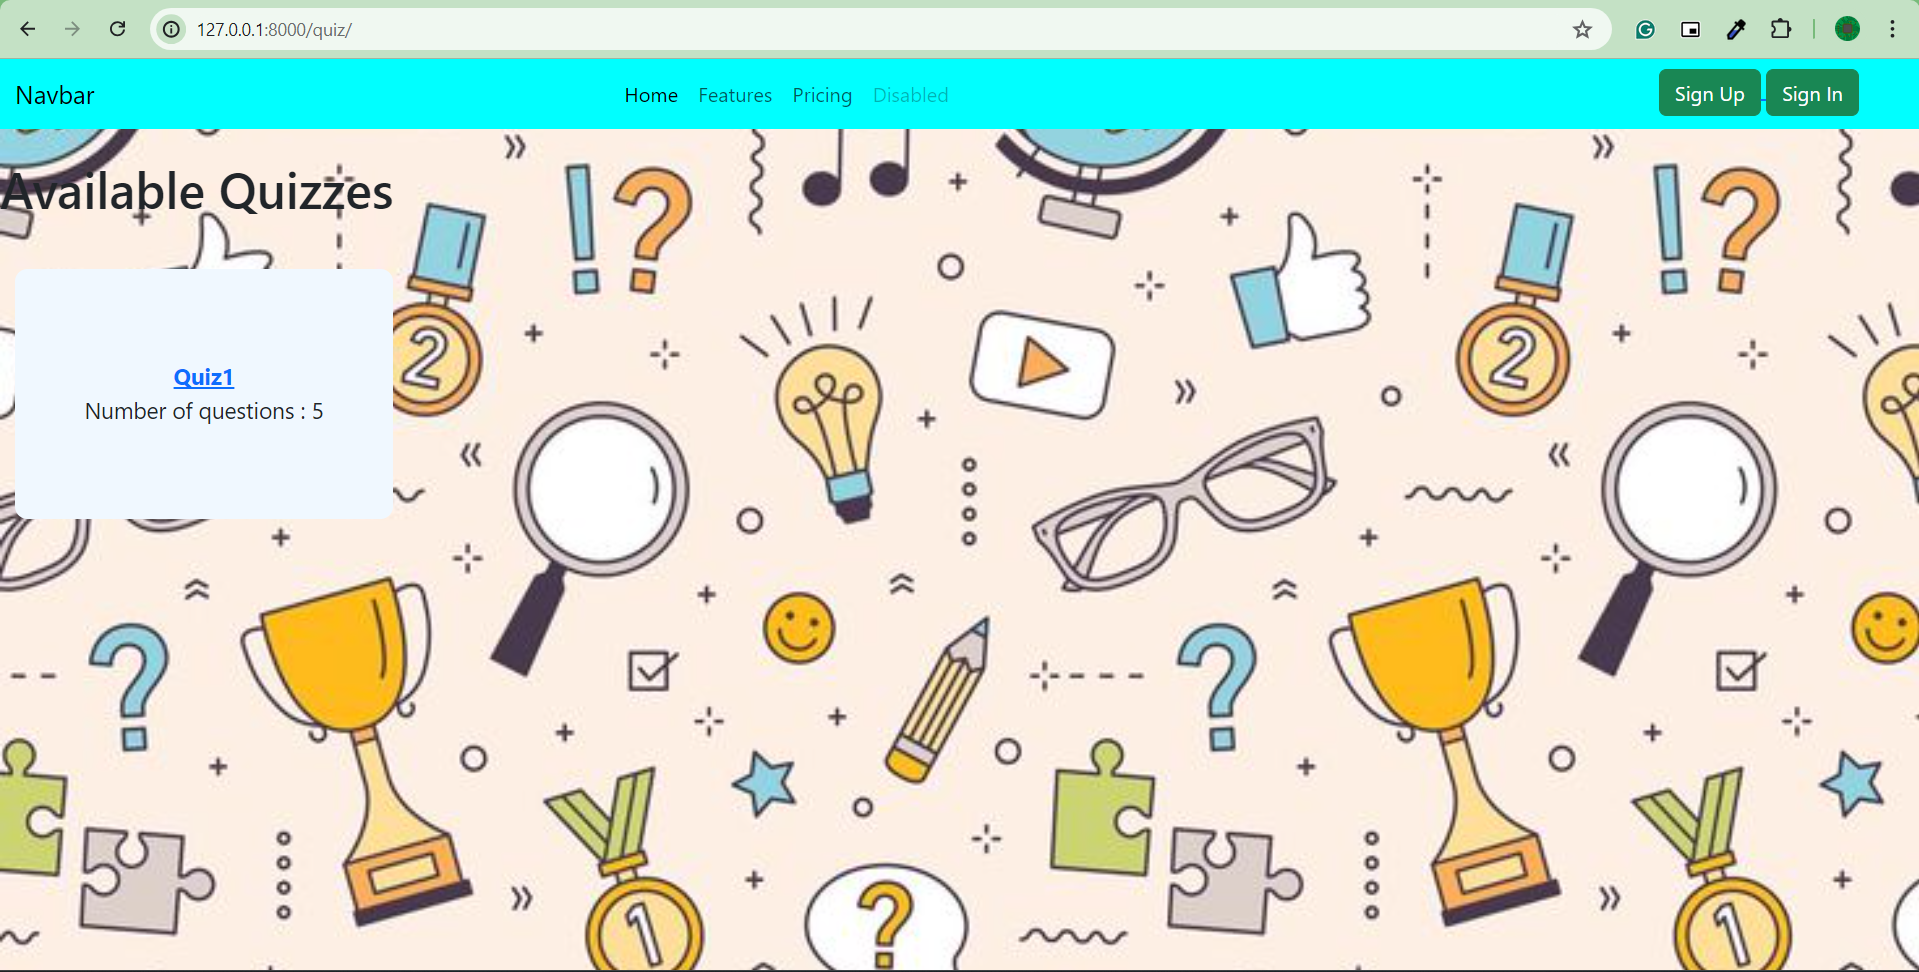 127.0.0.1:8000/quiz/
Navbar
Home Features Pricing Disabled
Sign Up Sign In
Available Quizzes
!?
!?
2
2
Quiz1
Number of questions : 5
?
?
1
?
1